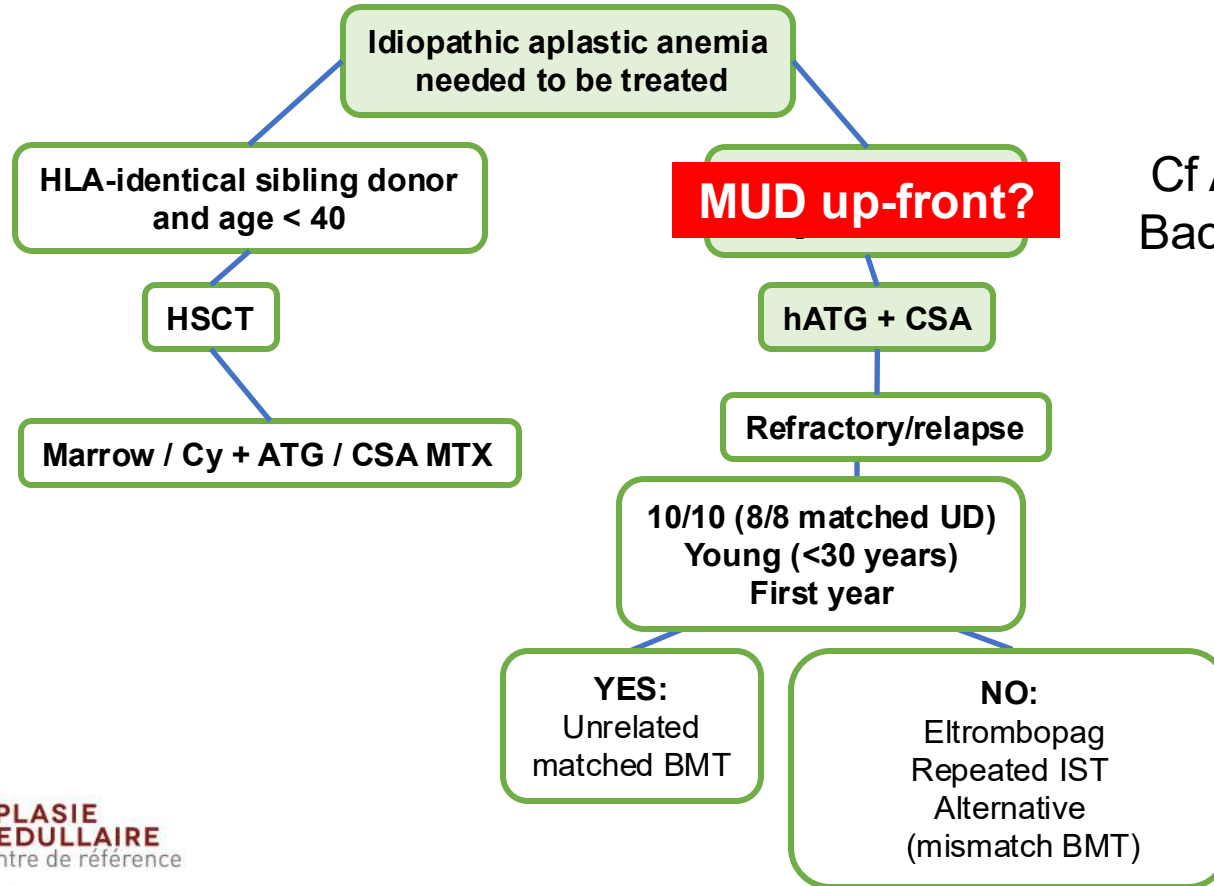 Idiopathic aplastic anemia
needed to be treated
HLA-identical sibling donor
and age < 40
MUD up-front?
Cf
HSCT
hATG + CSA
Marrow / Cy + ATG / CSA MTX
Refractory/relapse
10/10 (8/8 matched UD)
Young (<30 years)
First year
YES:
Unrelated
matched BMT
NO:
Eltrombopag
Repeated IST
Alternative
(mismatch BMT)
PLASIE
EDULLAIRE
ntre de référence